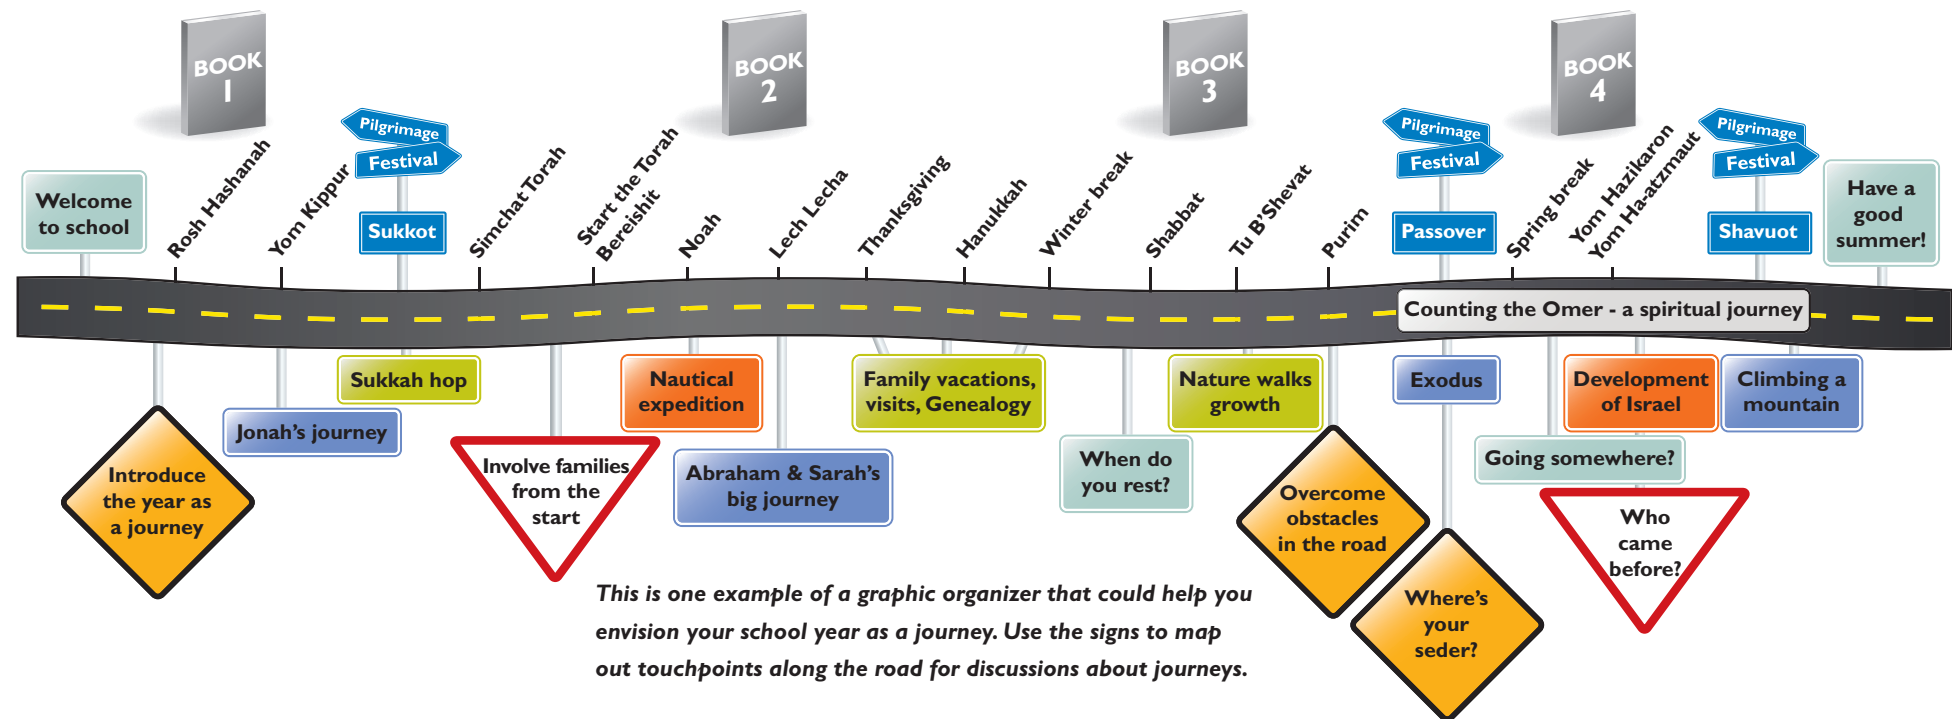 BOOK
1
BOOK
2
BOOK
3
BOOK
4
Welcome
to school
Rosh Hashanah
Yom Kippur
Pilgrimage
Festival
Sukkot
Simchat Torah
Start the Torah
Bereishit
Noah
Lech Lecha
Thanksgiving
Hanukkah
Winter break
Shabbat
Tu B’Shevat
Purim
Pilgrimage
Festival
Passover
Spring break
Yom Hazikaron
Yom Ha-atzmaut
Pilgrimage
Festival
Shavuot
Have a
good
summer!
Counting the Omer - a spiritual journey
Introduce
the year as
a journey
Jonah’s journey
Sukkah hop
Involve families
from the
start
Nautical
expedition
Abraham & Sarah’s
big journey
Family vacations,
visits, Genealogy
When do
you rest?
Nature walks
growth
Overcome
obstacles
in the road
Exodus
Where’s
your
seder?
Going somewhere?
Development
of Israel
Who
came
before?
Climbing a
mountain
This is one example of a graphic organizer that could help you
envision your school year as a journey. Use the signs to map
out touchpoints along the road for discussions about journeys.